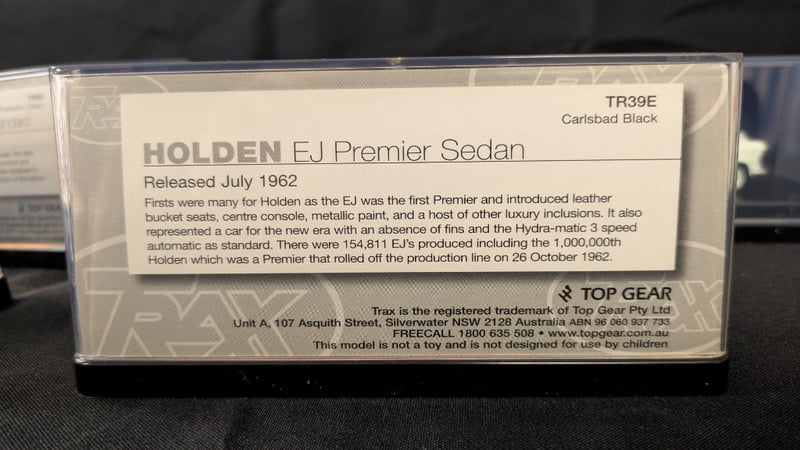 TR39E
Carlsbad Black
HOLDEN EJ Premier Sedan
Released July 1962
Firsts were many for Holden as the EJ was the first Premier and introduced leather
bucket seats, centre console, metallic paint, and a host of other luxury inclusions. It also
represented a car for the new era with an absence of fins and the Hydra-matic 3 speed
automatic as standard. There were 154,811 EJ's produced including the 1,000,000th
Holden which was a Premier that rolled off the production line on 26 October 1962.
TOP GEAR
Trax is the registered trademark of Top Gear Pty Ltd
Unit A, 107 Asquith Street, Silverwater NSW 2128 Australia ABN 96 060 937 733
FREECALL 1800 635 508 • www.topgear.com.au
This model is not a toy and is not designed for use by children
TRAX
TRAX
TRAX
TRAX
TOP GEAR